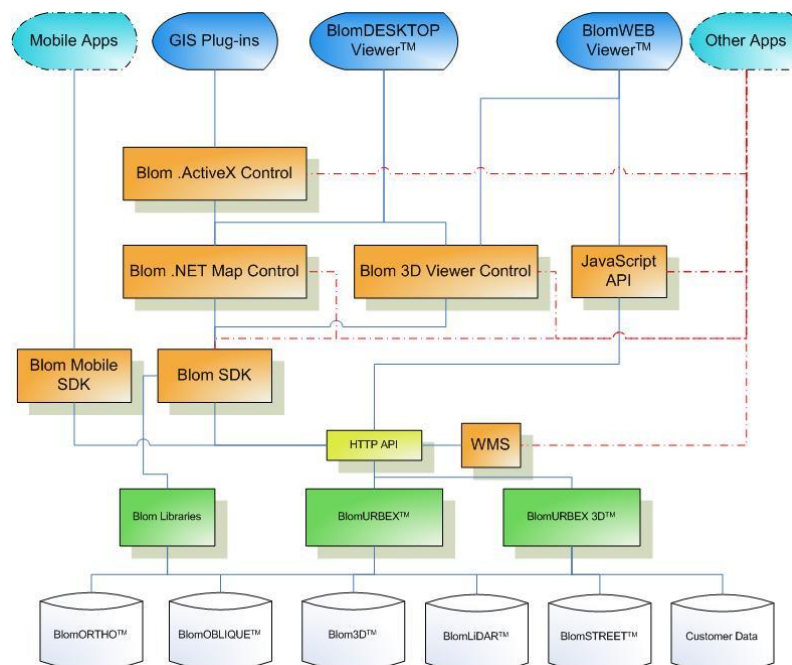 Mobile Apps
GIS Plug-ins
BlomDESKTOP
Viewer™
BlomWEB
Viewer™
Other Apps
Blom .ActiveX Control
Blom .NET Map Control
Blom 3D Viewer Control
JavaScript
API
Blom Mobile
SDK
Blom SDK
HTTP API
WMS
Blom Libraries
BlomURBEX™
BlomURBEX 3D™
BlomORTHO™
BlomOBLIQUE™
Blom3D™
BlomLiDAR™
BlomSTREET™
Customer Data